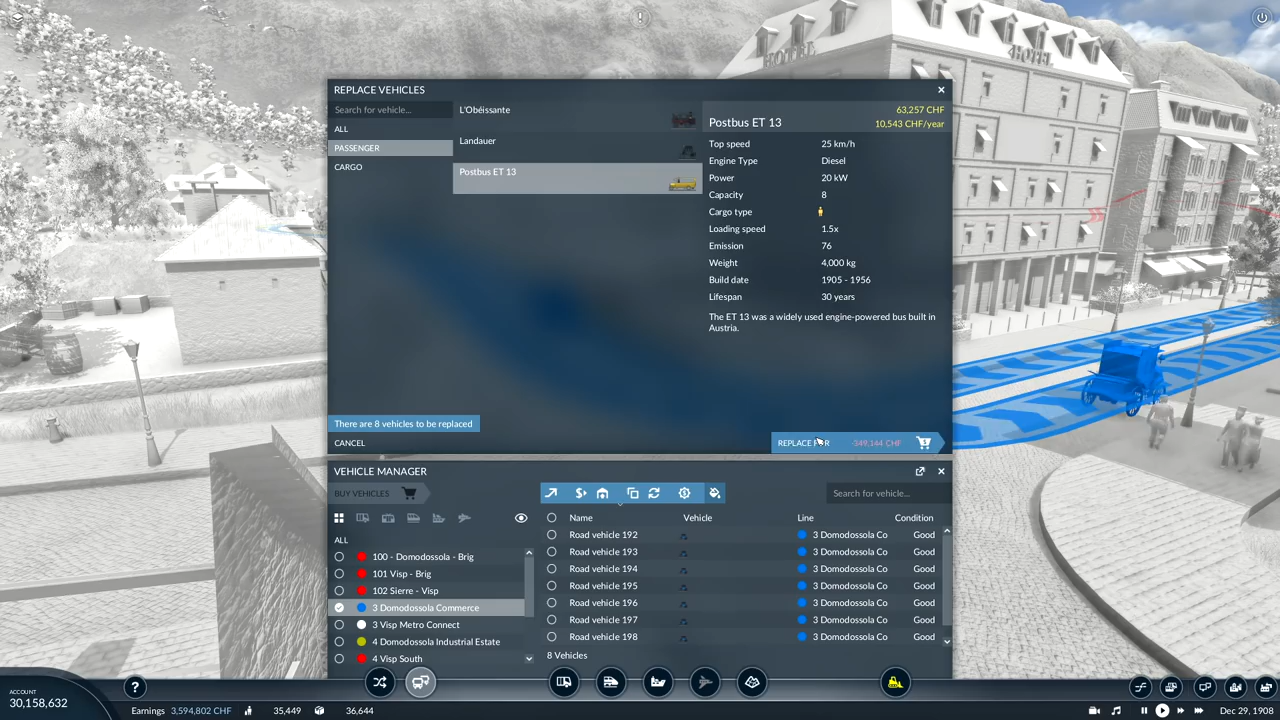 HOTEL
HOTEL
REPLACE VEHICLES
Search for vehicle...
ALL
PASSENGER
CARGO
L'Obéissante
Landauer
Postbus ET 13
Postbus ET 13
63,257 CHF
10,543 CHF/year
Top speed 25 km/h
Engine Type Diesel
Power 20 kW
Capacity 8
Cargo type
Loading speed 1.5x
Emission 76
Weight 4,000 kg
Build date 1905 - 1956
Lifespan 30 years
The ET 13 was a widely used engine-powered bus built in
Austria.
There are 8 vehicles to be replaced
CANCEL
REPLACE FOR -349,144 CHF
VEHICLE MANAGER
BUY VEHICLES
Search for vehicle...
ALL
100 - Domodossola - Brig
101 Visp - Brig
102 Sierre - Visp
3 Domodossola Commerce
3 Visp Metro Connect
4 Domodossola Industrial Estate
4 Visp South
Name Vehicle Line Condition
Road vehicle 192 3 Domodossola Co Good
Road vehicle 193 3 Domodossola Co Good
Road vehicle 194 3 Domodossola Co Good
Road vehicle 195 3 Domodossola Co Good
Road vehicle 196 3 Domodossola Co Good
Road vehicle 197 3 Domodossola Co Good
Road vehicle 198 3 Domodossola Co Good
8 Vehicles
ACCOUNT
30,158,632
?
Earnings 3,594,802 CHF 35,449 36,644
Dec 29, 1908